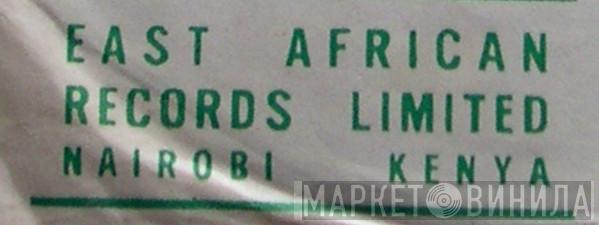 EAST AFRICAN
RECORDS LIMITED
NAIROBI KENYA
МАРКЕТ ВИНИЛА